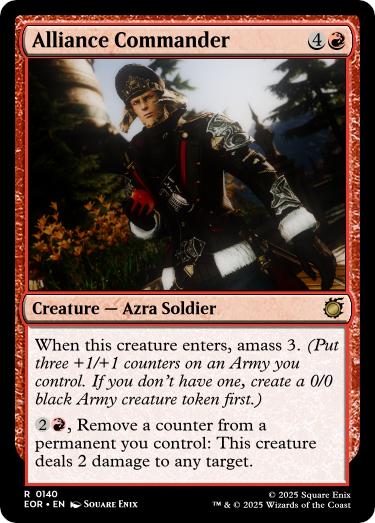 Alliance Commander 4
Creature — Azra Soldier
When this creature enters, amass 3. (Put
three +1/+1 counters on an Army you
control. If you don't have one, create a 0/0
black Army creature token first.)
2, Remove a counter from a
permanent you control: This creature
deals 2 damage to any target.
R 0140
EOR • EN SQUARE ENIX
© 2025 Square Enix
™ & © 2025 Wizards of the Coast